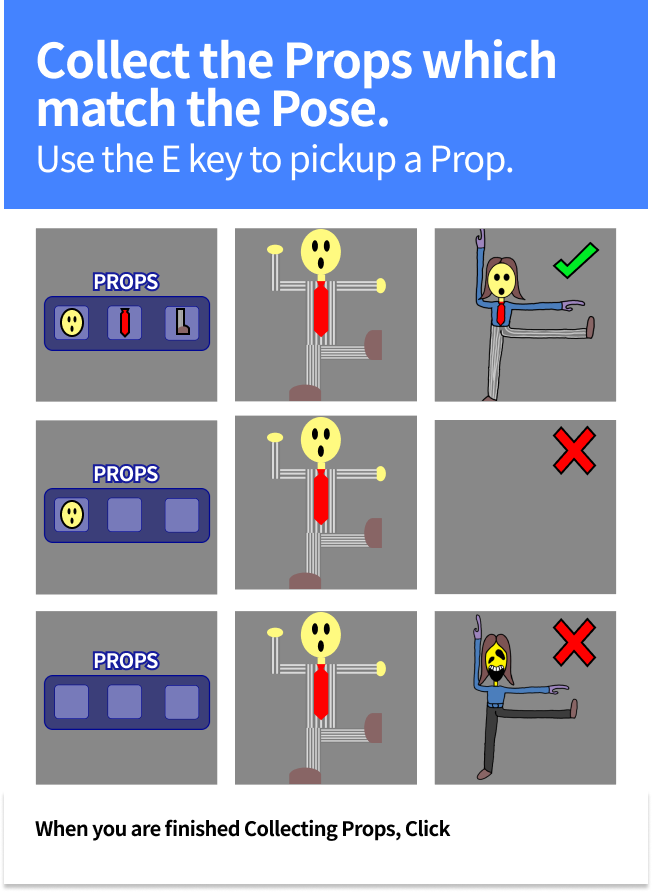 Collect the Props which
match the Pose.
Use the E key to pickup a Prop.
PROPS
PROPS
PROPS
When you are finished Collecting Props, Click